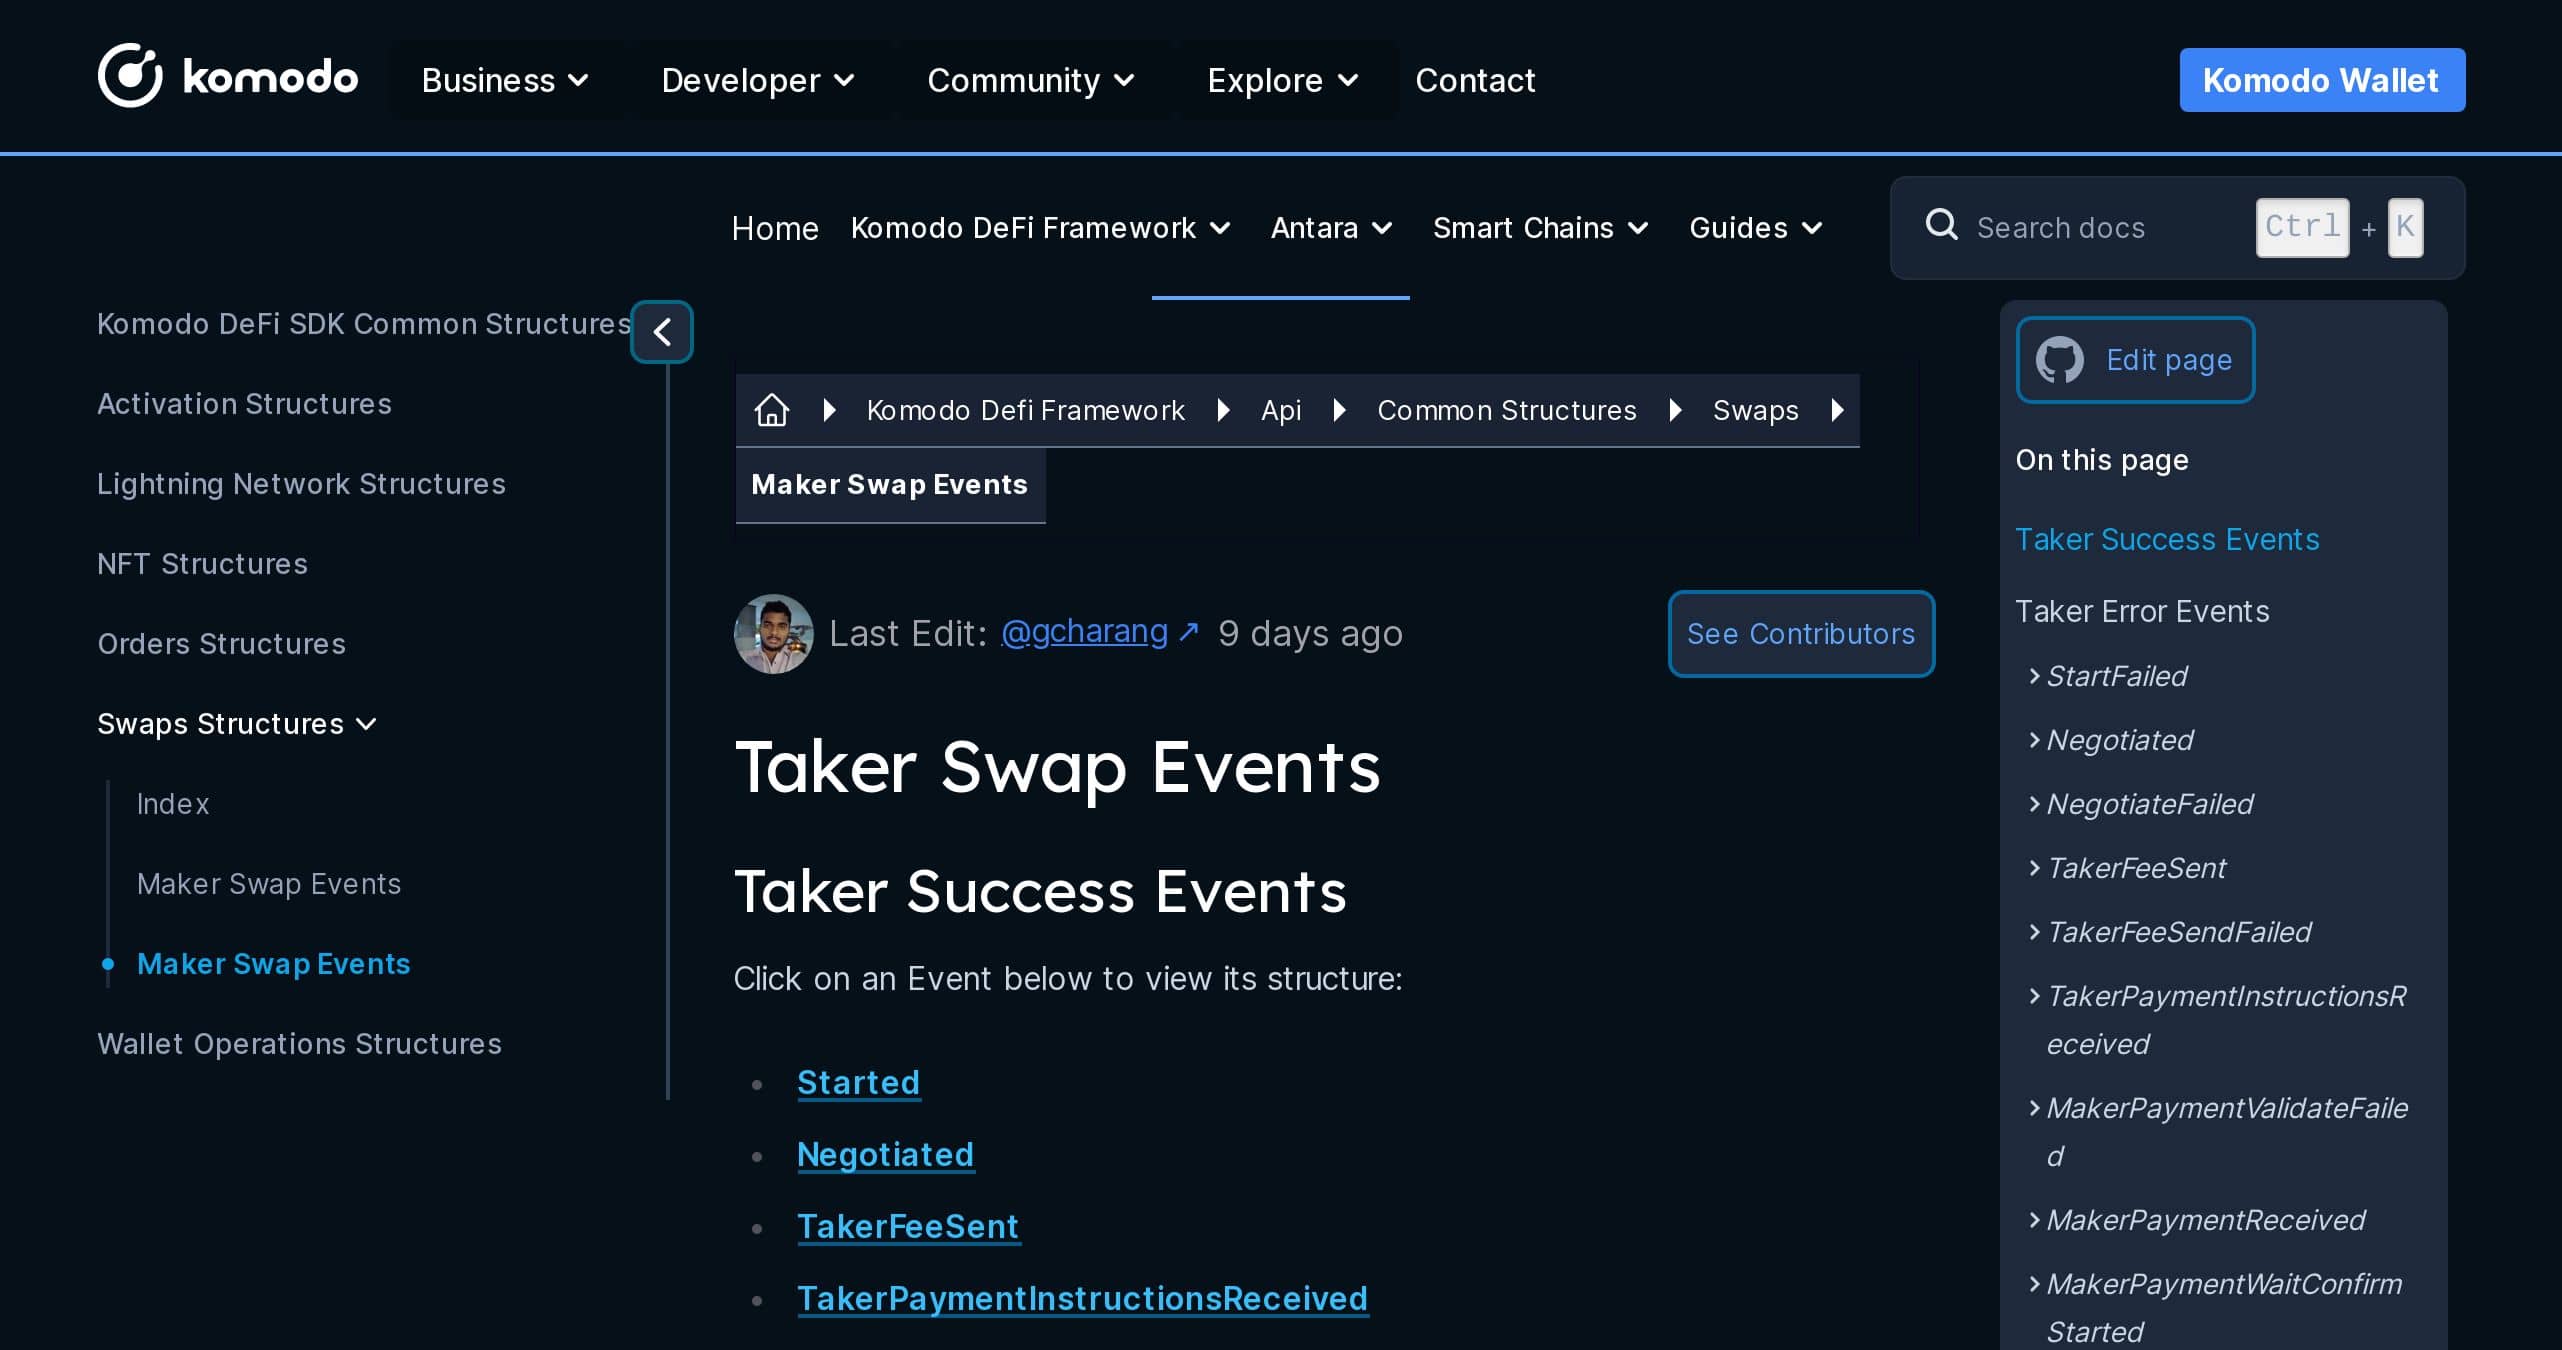 komodo Business Developer Community Explore Contact Komodo Wallet
Home Komodo DeFi Framework Antara Smart Chains Guides Search docs Ctrl + K
Komodo DeFi SDK Common Structures
Activation Structures
Lightning Network Structures
NFT Structures
Orders Structures
Swaps Structures
Index
Maker Swap Events
Maker Swap Events
Wallet Operations Structures
Komodo Defi Framework Api Common Structures Swaps
Maker Swap Events
Last Edit: @gcharang ↗ 9 days ago See Contributors
Taker Swap Events
Taker Success Events
Click on an Event below to view its structure:
Started
Negotiated
TakerFeeSent
TakerPaymentInstructionsReceived
Edit page
On this page
Taker Success Events
Taker Error Events
StartFailed
Negotiated
NegotiateFailed
TakerFeeSent
TakerFeeSendFailed
TakerPaymentInstructionsR
eceived
MakerPaymentValidateFaile
d
MakerPaymentReceived
MakerPaymentWaitConfirm
Started